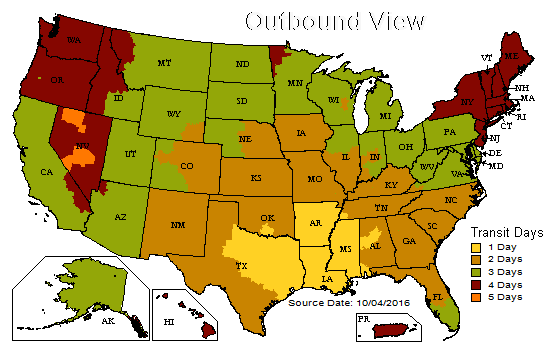 Outbound View
WA
OR
CA
NV
ID
MT
WY
UT
AZ
CO
NM
ND
SD
NE
KS
OK
TX
MN
IA
MO
AR
LA
WI
IL
MI
IN
OH
KY
TN
MS
AL
GA
FL
SC
NC
VA
WV
PA
NY
VT
ME
NH
MA
RI
CT
NJ
DE
MD
AK
HI
PR
Transit Days
1 Day
2 Days
3 Days
4 Days
5 Days
Source Date: 10/04/2016